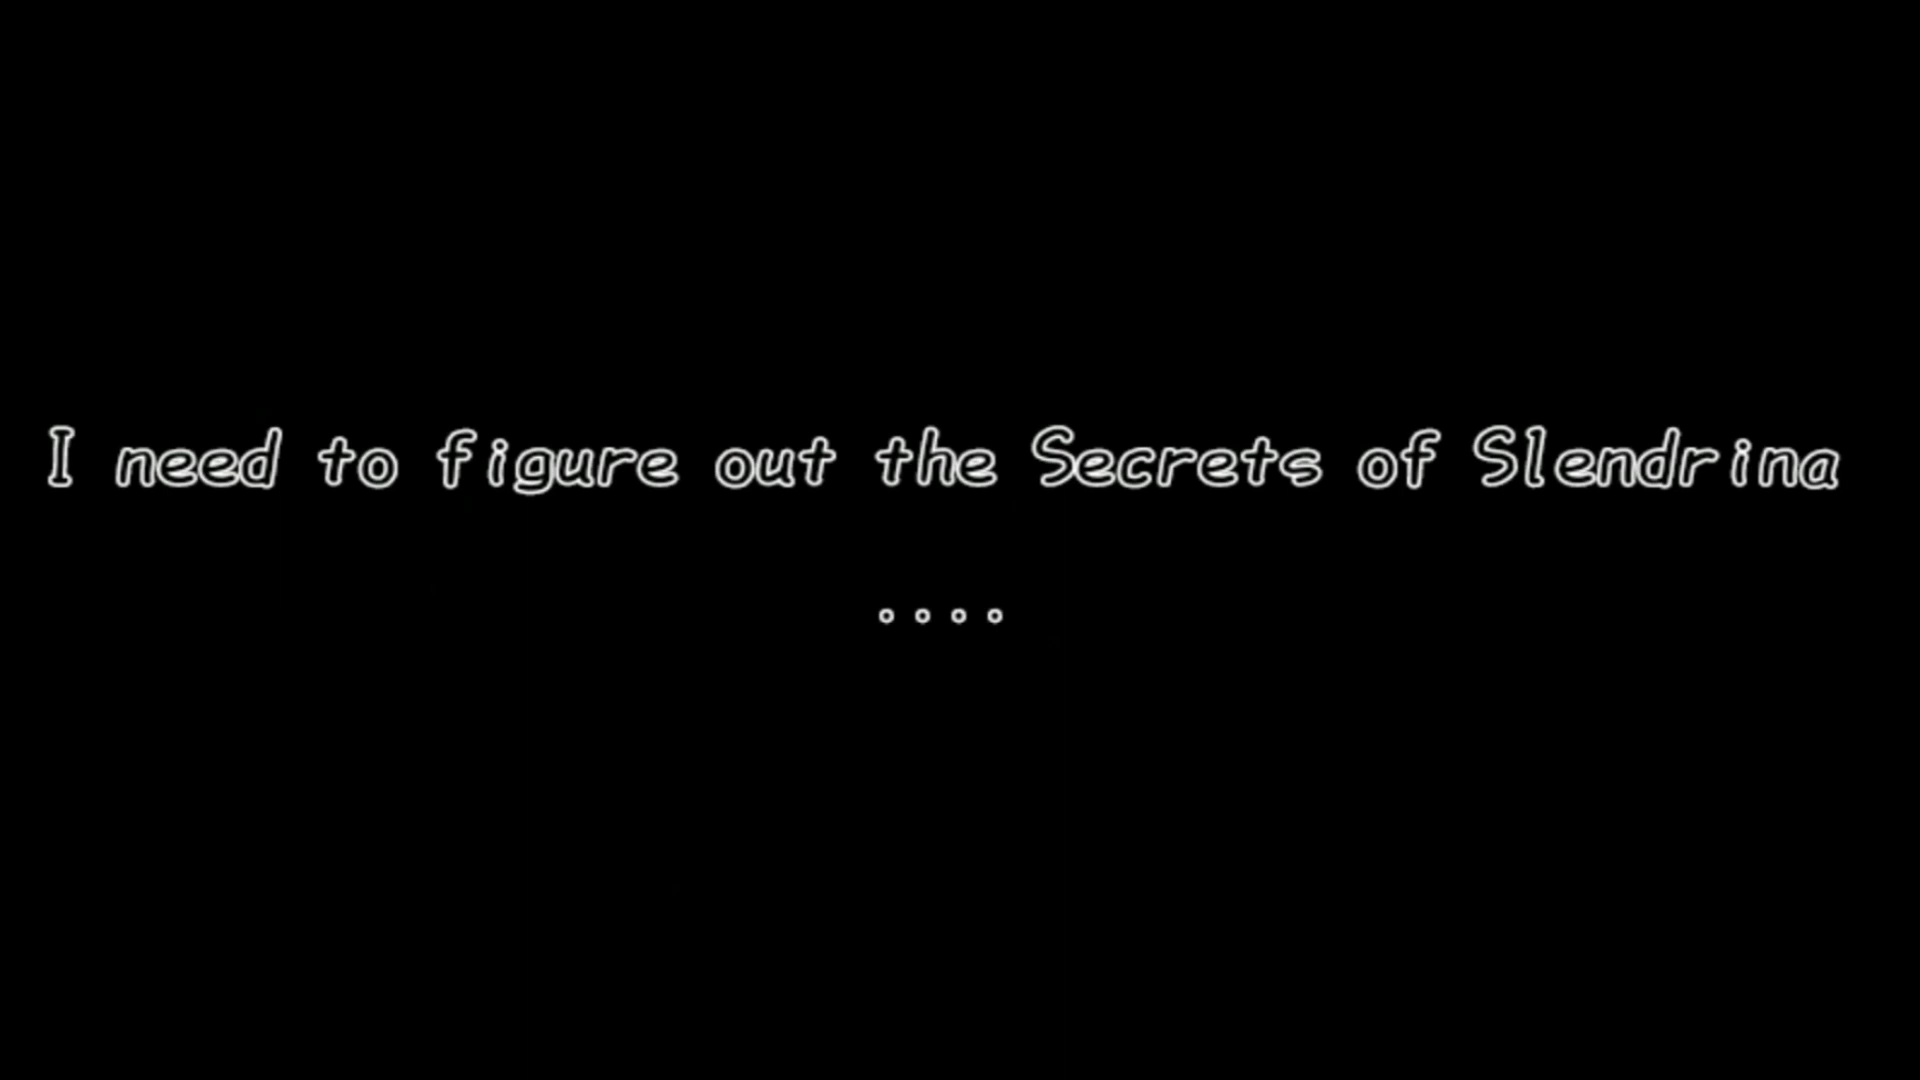 I need to figure out the Secrets of Slendrina
....